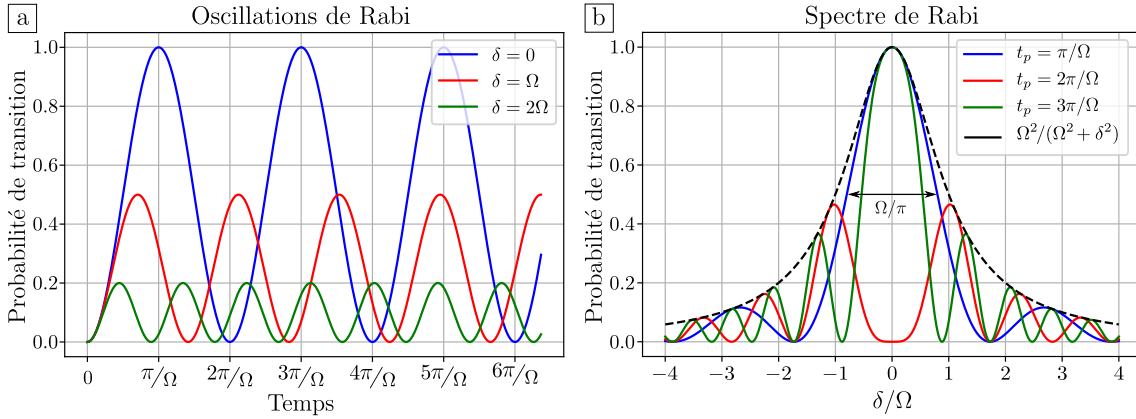 a
Oscillations de Rabi
Probabilité de transition
1.0
0.8
0.6
0.4
0.2
0.0
δ = 0
δ = Ω
δ = 2Ω
0
π/Ω
2π/Ω
3π/Ω
4π/Ω
5π/Ω
6π/Ω
Temps
b
Spectre de Rabi
Probabilité de transition
1.0
0.8
0.6
0.4
0.2
0.0
t_p = π/Ω
t_p = 2π/Ω
t_p = 3π/Ω
Ω²/(Ω² + δ²)
Ω/π
−4
−3
−2
−1
0
1
2
3
4
δ/Ω